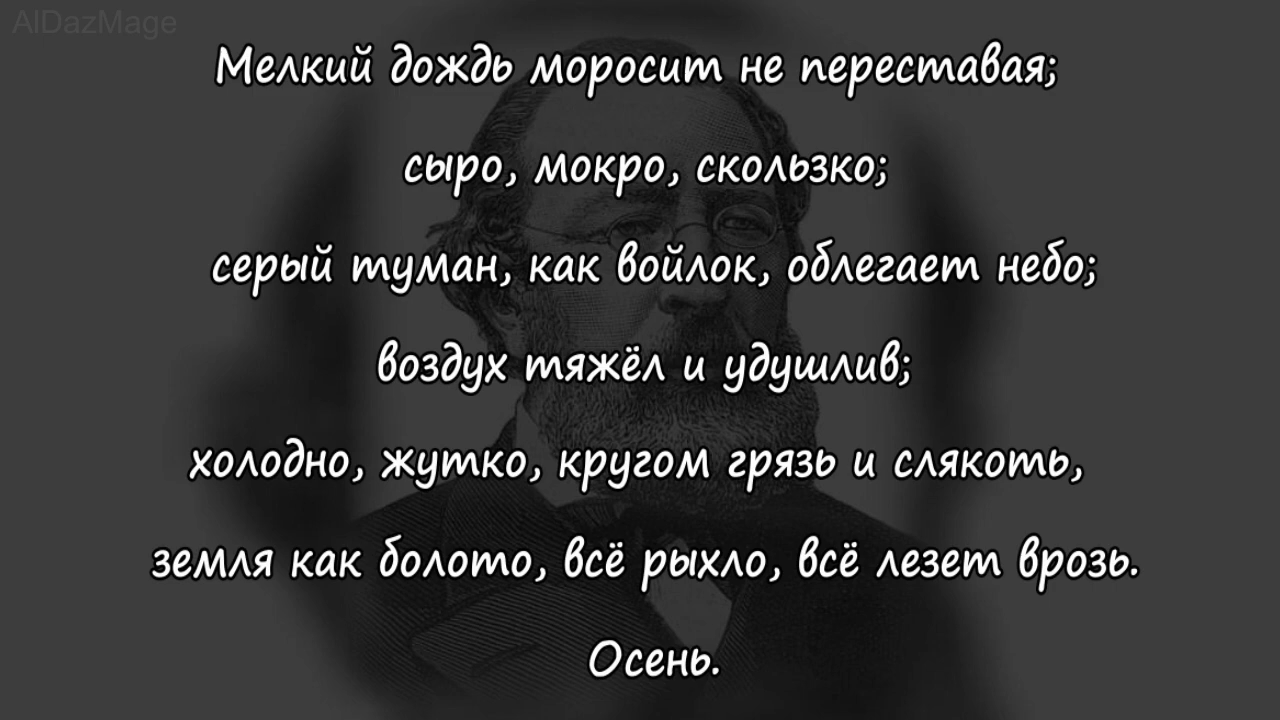 AlDazMage
Мелкий дождь моросит не переставая;
сыро, мокро, скользко;
серый туман, как войлок, облегает небо;
воздух тяжёл и удушлив;
холодно, жутко, кругом грязь и слякоть,
земля как болото, всё рыхло, всё лезет врозь.
Осень.